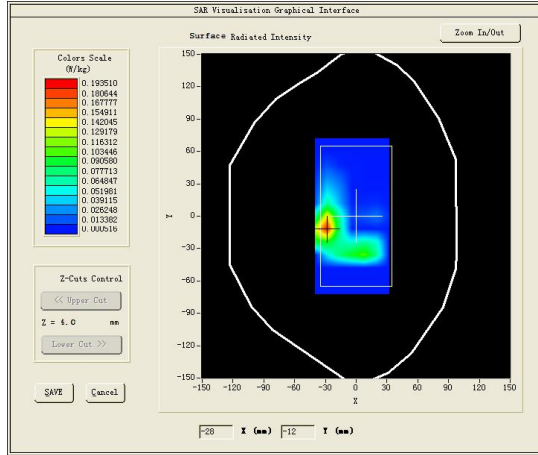 SAR Visualisation Graphical Interface
Surface Radiated Intensity
Zoom In/Out
Colors Scale
(W/kg)
0.193510
0.180644
0.167777
0.154911
0.142045
0.129179
0.116312
0.103446
0.090580
0.077713
0.064847
0.051981
0.039115
0.026248
0.013382
0.000516
Z-Cuts Control
<< Upper Cut
Z = 4.0 mm
Lower Cut >>
SAVE Cancel
150
120
90
60
30
0
-30
-60
-90
-120
-150
Y
-150 -120 -90 -60 -30 0 30 60 90 120 150
X
-28 X (mm) -12 Y (mm)